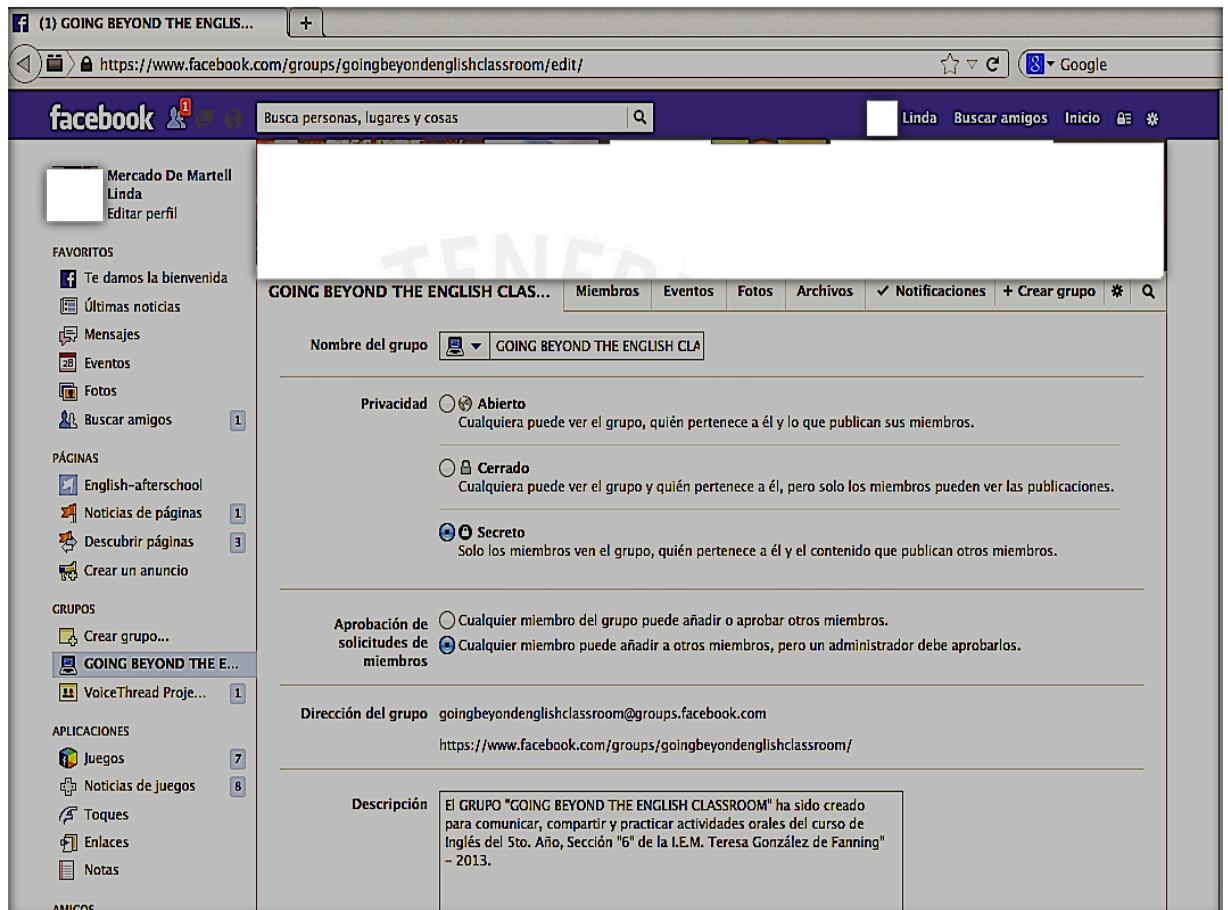 (1) GOING BEYOND THE ENGLIS...
+
https://www.facebook.com/groups/goingbeyondenglishclassroom/edit/
Google
facebook
1
Busca personas, lugares y cosas
Linda
Buscar amigos
Inicio
Mercado De Martell
Linda
Editar perfil
FAVORITOS
Te damos la bienvenida
Últimas noticias
Mensajes
28
Eventos
Fotos
Buscar amigos 1
PÁGINAS
English-afterschool
Noticias de páginas 1
Descubrir páginas 3
Crear un anuncio
GRUPOS
Crear grupo...
GOING BEYOND THE E...
VoiceThread Proje... 1
APLICACIONES
Juegos 7
Noticias de juegos 8
Toques
Enlaces
Notas
AMIGOS
GOING BEYOND THE ENGLISH CLAS...
Miembros
Eventos
Fotos
Archivos
✓ Notificaciones
+ Crear grupo
Nombre del grupo
GOING BEYOND THE ENGLISH CLA
Privacidad
Abierto
Cualquiera puede ver el grupo, quién pertenece a él y lo que publican sus miembros.
Cerrado
Cualquiera puede ver el grupo y quién pertenece a él, pero solo los miembros pueden ver las publicaciones.
Secreto
Solo los miembros ven el grupo, quién pertenece a él y el contenido que publican otros miembros.
Aprobación de
solicitudes de
miembros
Cualquier miembro del grupo puede añadir o aprobar otros miembros.
Cualquier miembro puede añadir a otros miembros, pero un administrador debe aprobarlos.
Dirección del grupo
goingbeyondenglishclassroom@groups.facebook.com
https://www.facebook.com/groups/goingbeyondenglishclassroom/
Descripción
El GRUPO "GOING BEYOND THE ENGLISH CLASSROOM" ha sido creado
para comunicar, compartir y practicar actividades orales del curso de
Inglés del 5to. Año, Sección "6" de la I.E.M. Teresa González de Fanning"
– 2013.